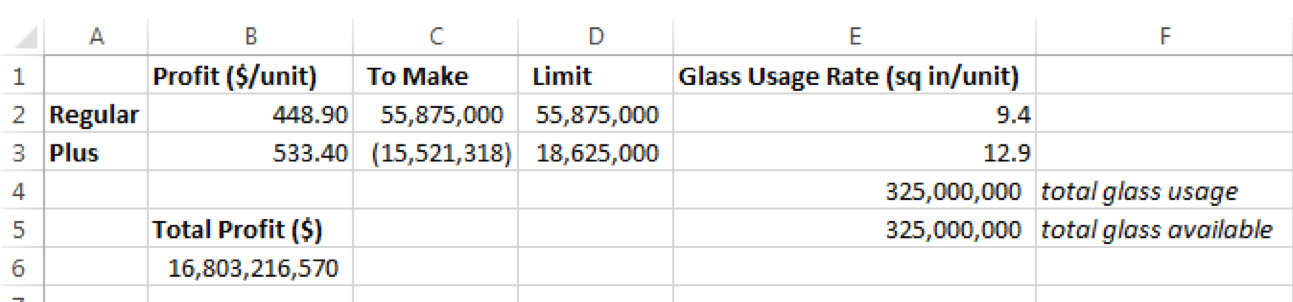 A B C D E F
1 Profit ($/unit) To Make Limit Glass Usage Rate (sq in/unit)
2 Regular 448.90 55,875,000 55,875,000 9.4
3 Plus 533.40 (15,521,318) 18,625,000 12.9
4 325,000,000 total glass usage
5 Total Profit ($) 325,000,000 total glass available
6 16,803,216,570